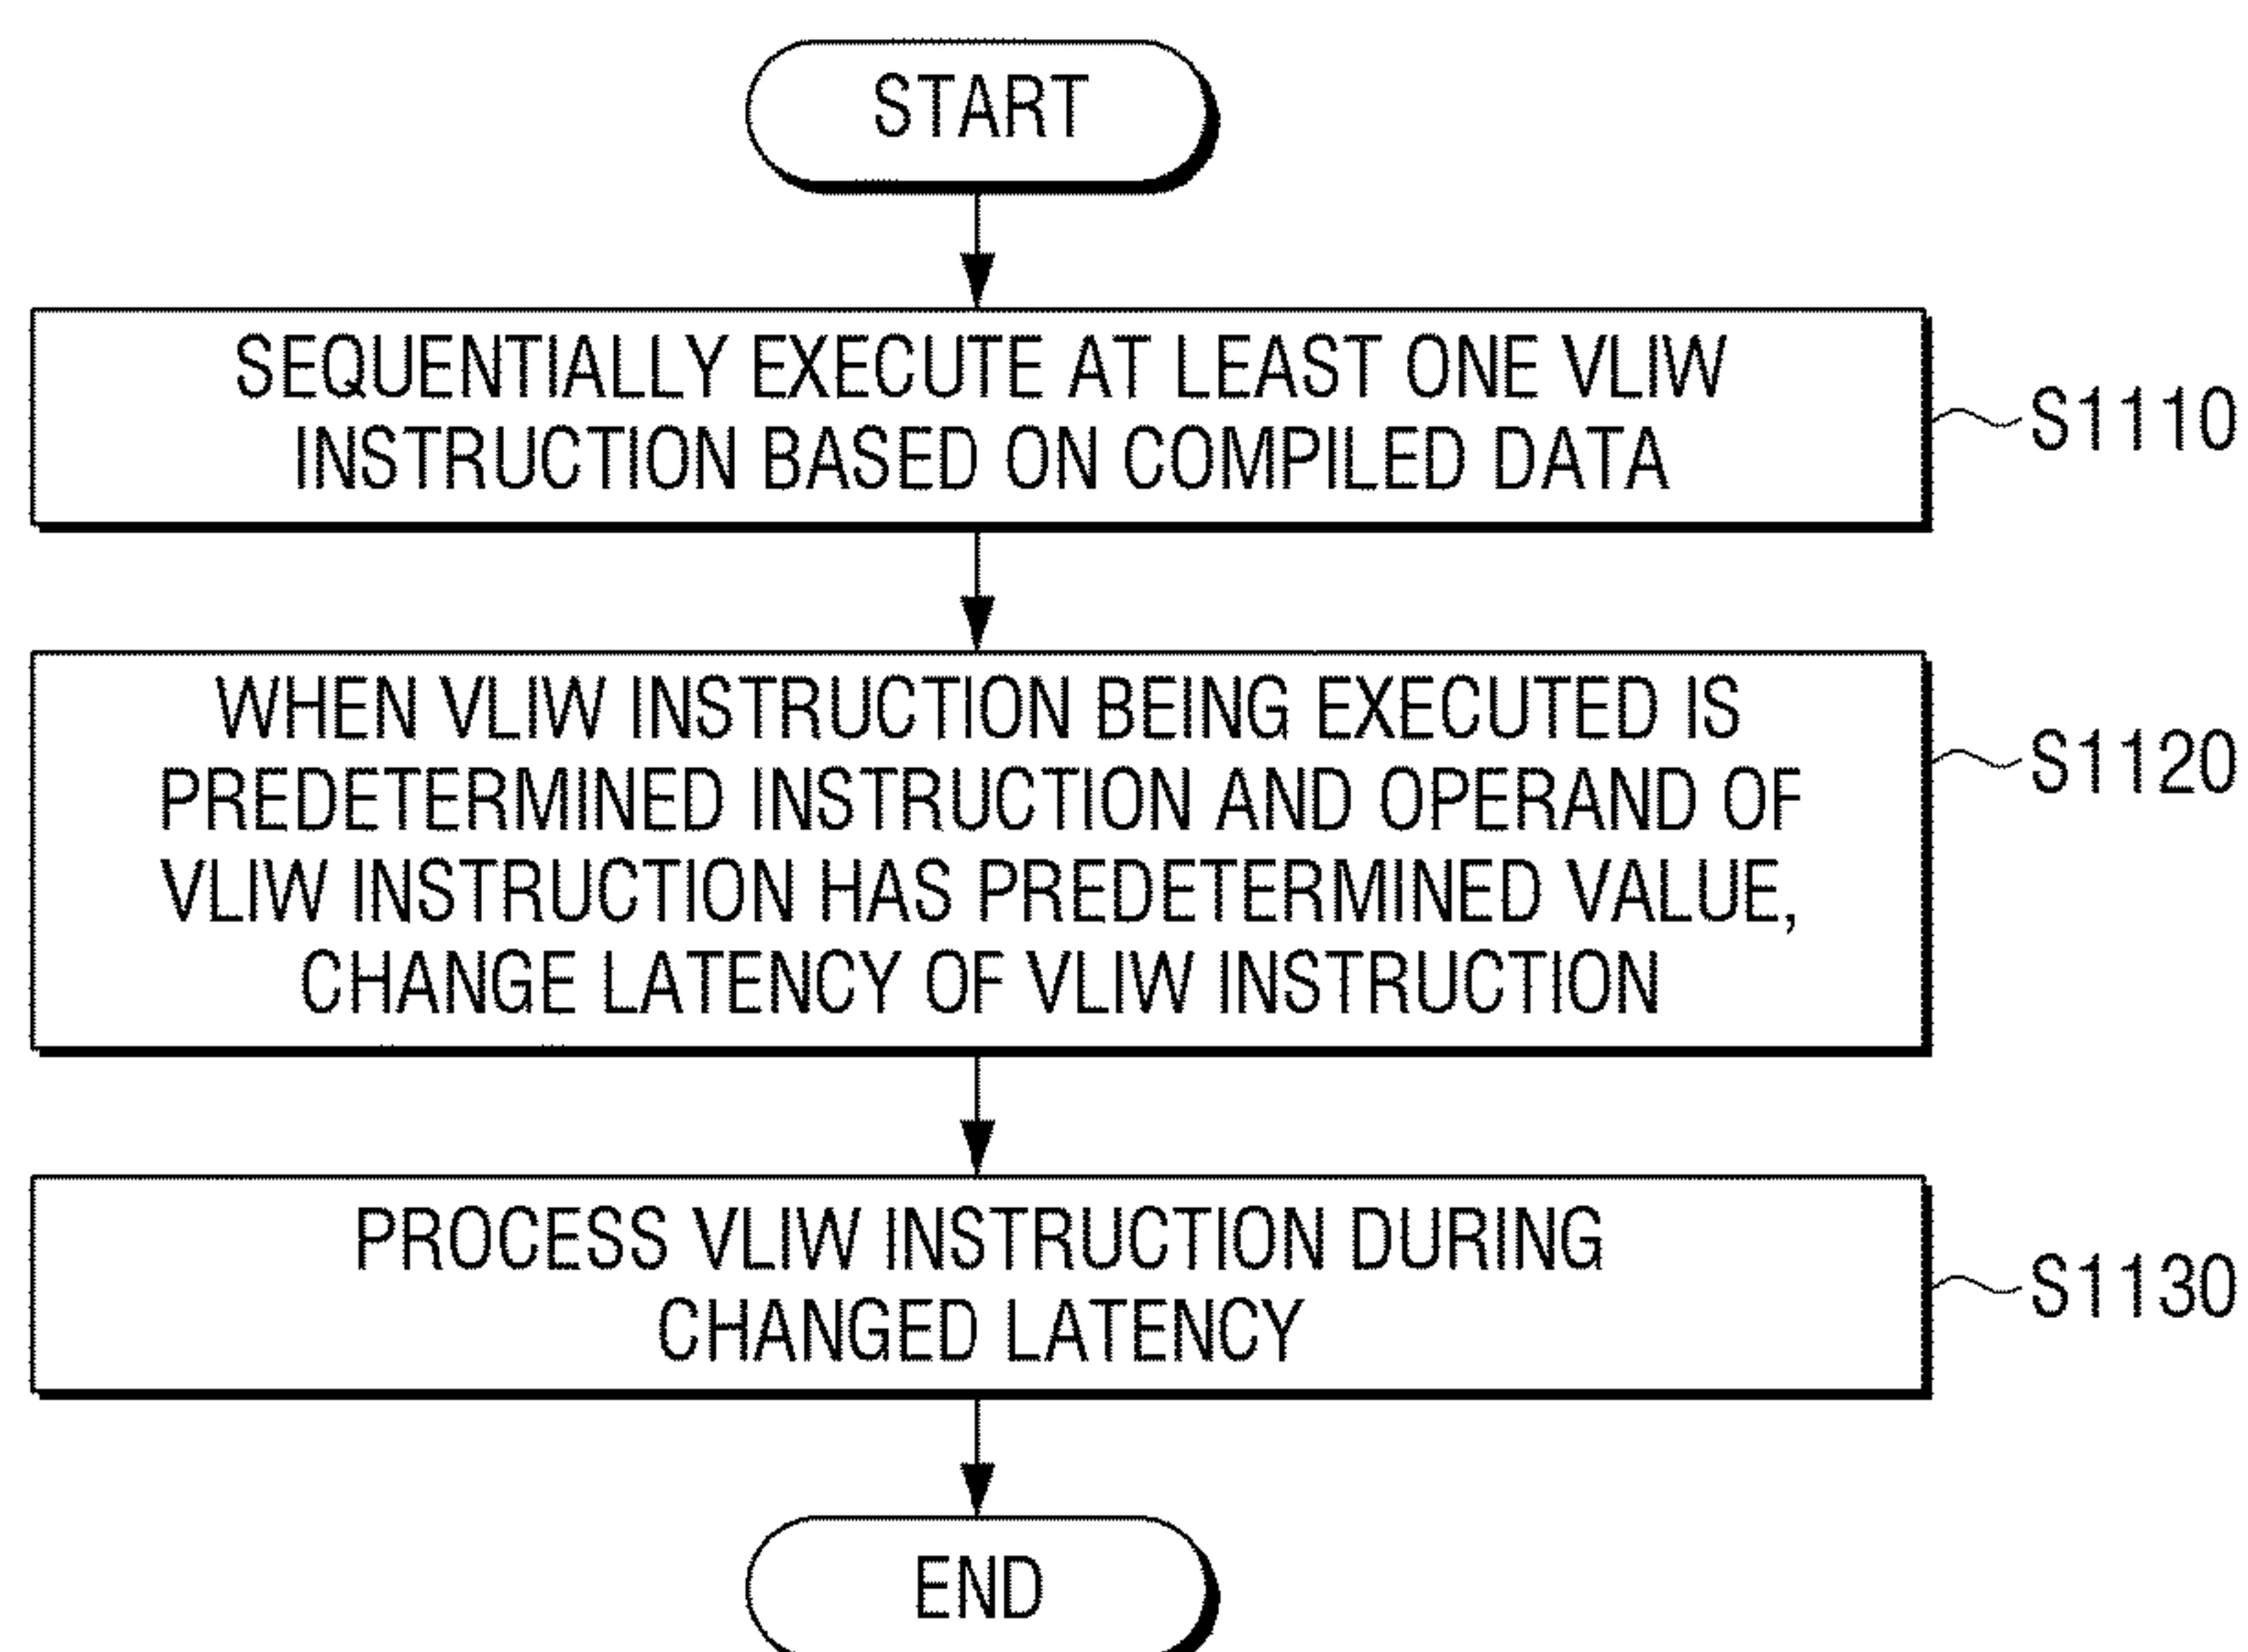 START
SEQUENTIALLY EXECUTE AT LEAST ONE VLIW
INSTRUCTION BASED ON COMPILED DATA
S1110
WHEN VLIW INSTRUCTION BEING EXECUTED IS
PREDETERMINED INSTRUCTION AND OPERAND OF
VLIW INSTRUCTION HAS PREDETERMINED VALUE,
CHANGE LATENCY OF VLIW INSTRUCTION
S1120
PROCESS VLIW INSTRUCTION DURING
CHANGED LATENCY
S1130
END